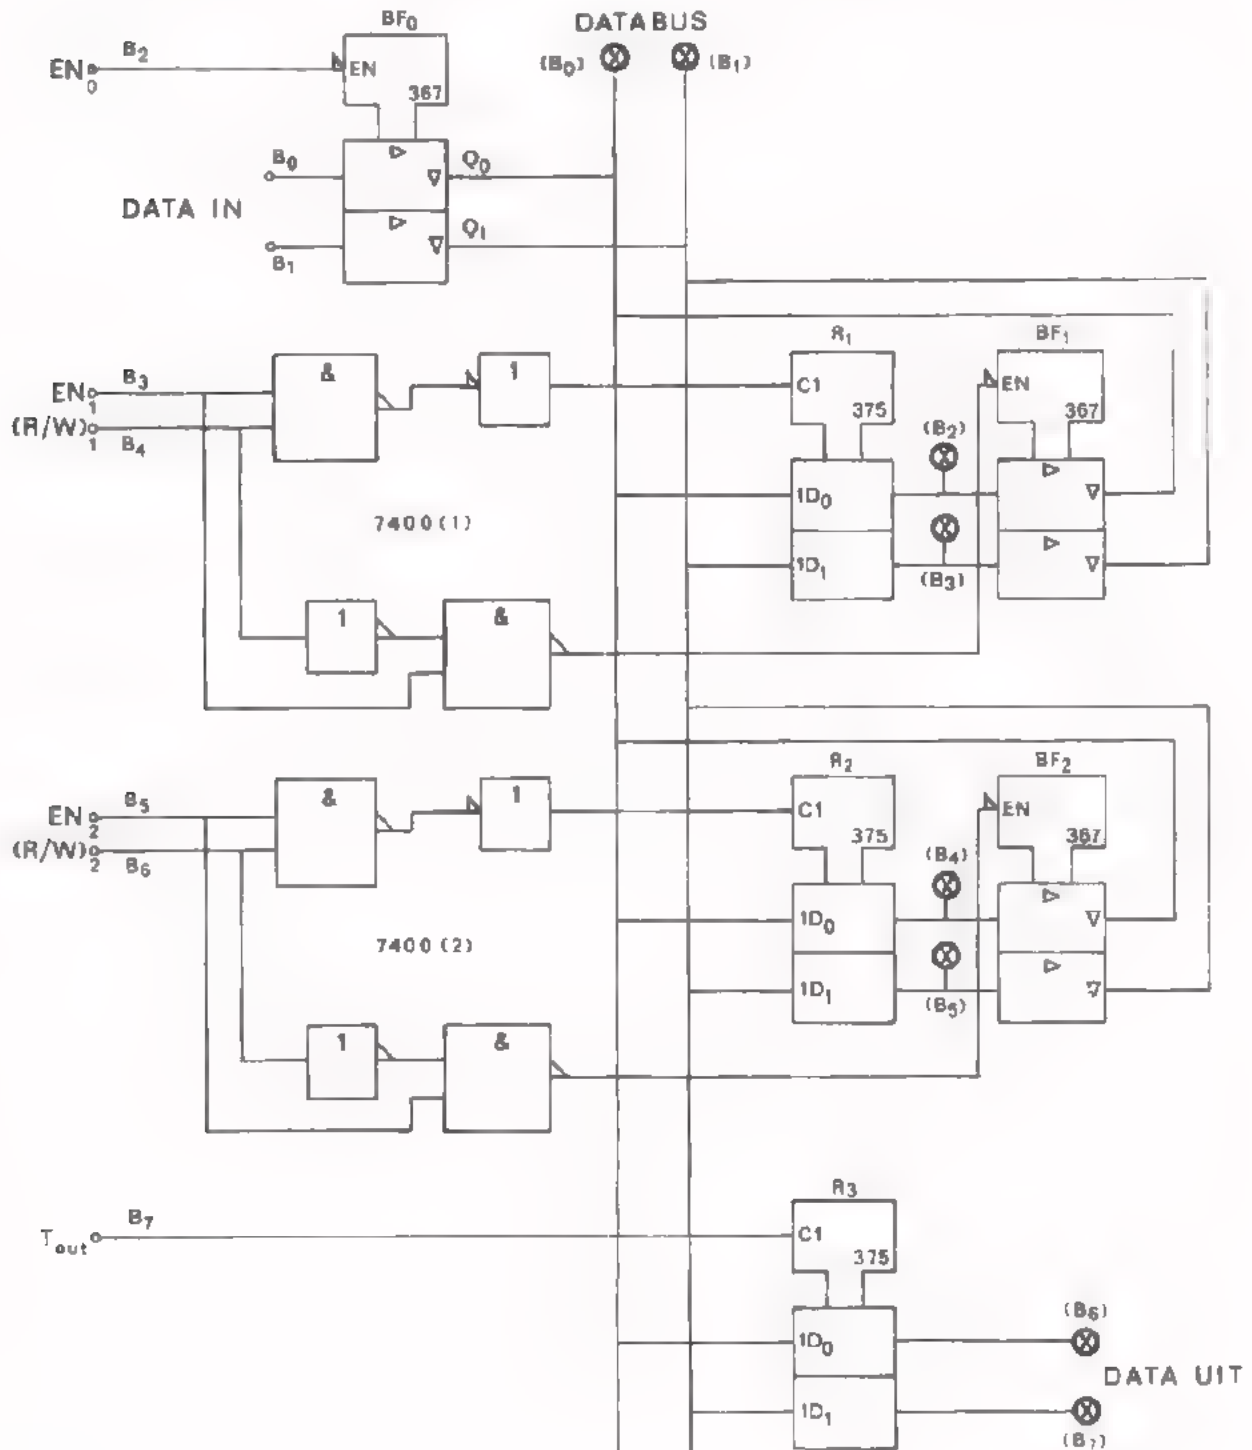 BF0
DATABUS
B2
EN0
EN
367
(B0)
(B1)
B0
Q0
DATA IN
B1
Q1
R1
BF1
EN1
B3
&
1
C1
375
EN
367
(R/W)1
B4
(B2)
1D0
7400(1)
1D1
(B3)
1
&
R2
BF2
EN2
B5
&
1
C1
375
EN
367
(R/W)2
B6
(B4)
1D0
7400(2)
1D1
(B5)
1
&
R3
Tout
B7
C1
375
(B6)
1D0
DATA UIT
1D1
(B7)